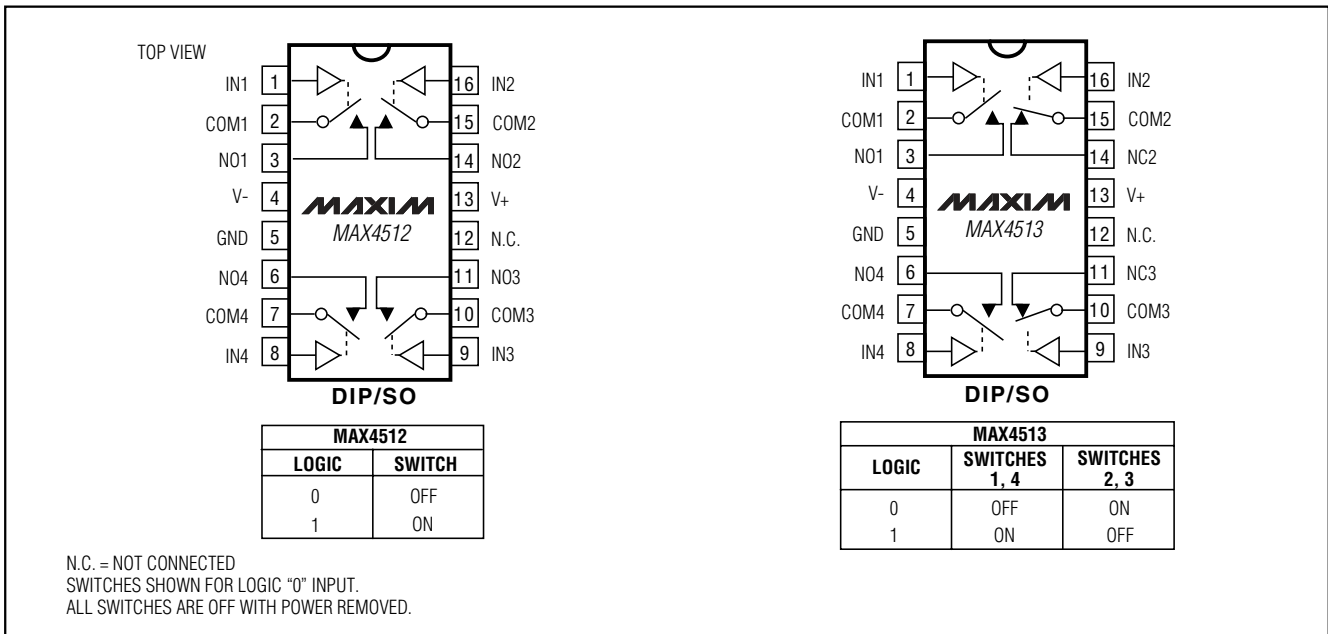 TOP VIEW
IN1 1 16 IN2
COM1 2 15 COM2
NO1 3 14 NO2
V- 4 13 V+
MAXIM
GND 5 MAX4512 12 N.C.
NO4 6 11 NO3
COM4 7 10 COM3
IN4 8 9 IN3
DIP/SO
MAX4512
LOGIC SWITCH
0 OFF
1 ON
N.C. = NOT CONNECTED
SWITCHES SHOWN FOR LOGIC “0” INPUT.
ALL SWITCHES ARE OFF WITH POWER REMOVED.
IN1 1 16 IN2
COM1 2 15 COM2
NO1 3 14 NC2
V- 4 13 V+
MAXIM
GND 5 MAX4513 12 N.C.
NO4 6 11 NC3
COM4 7 10 COM3
IN4 8 9 IN3
DIP/SO
MAX4513
LOGIC SWITCHES 1, 4 SWITCHES 2, 3
0 OFF ON
1 ON OFF